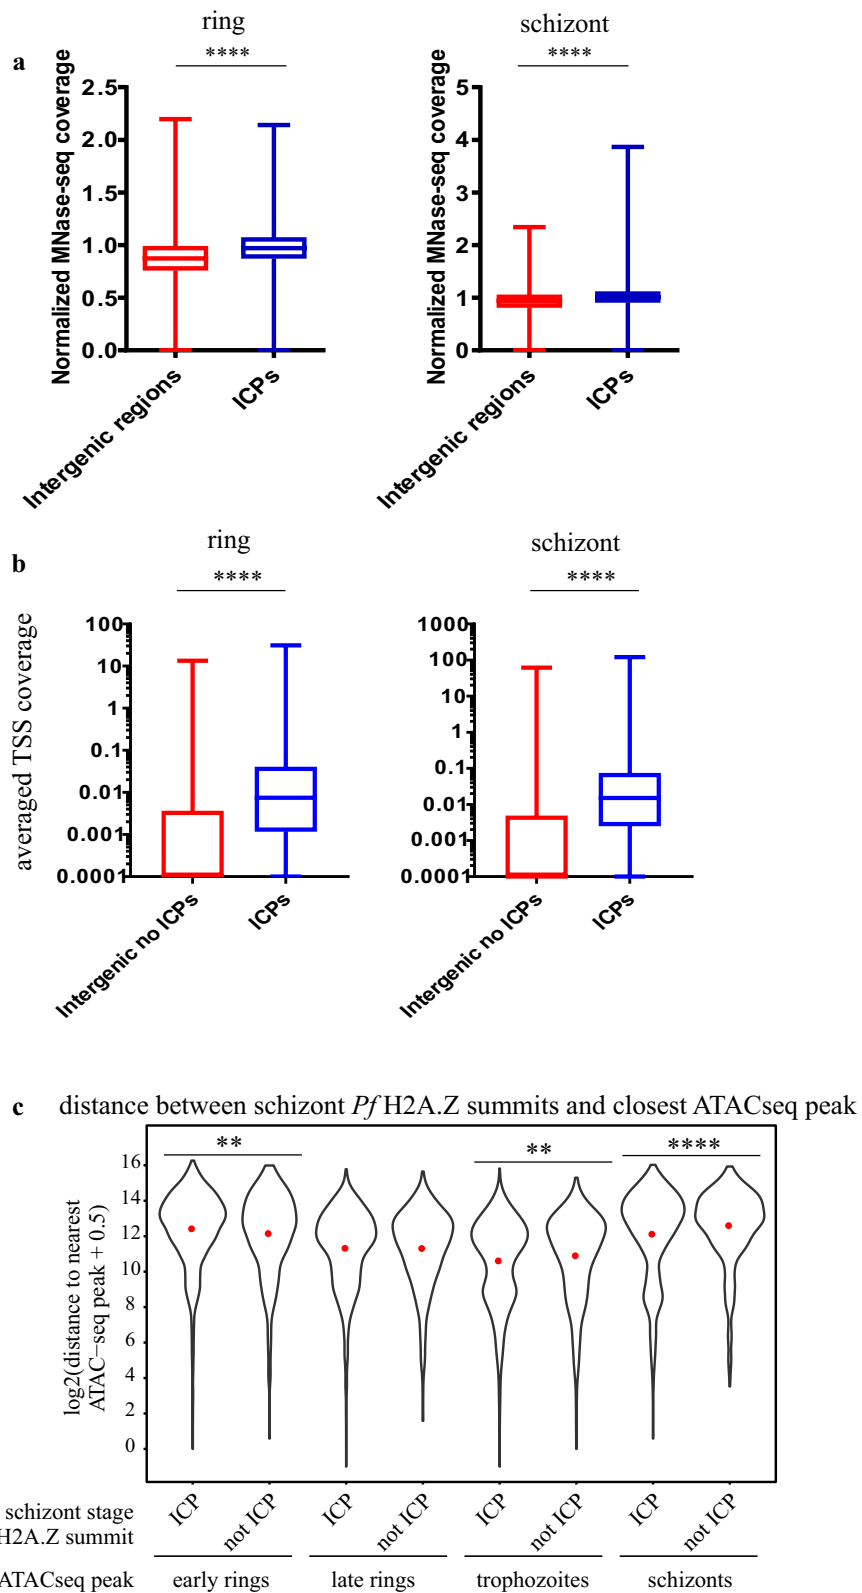 ring
schizont
a
****
****
Normalized MNase-seq coverage
2.5
2.0
1.5
1.0
0.5
0.0
Intergenic regions
ICPs
Normalized MNase-seq coverage
5
4
3
2
1
0
Intergenic regions
ICPs
b
ring
schizont
****
****
averaged TSS coverage
100
10
1
0.1
0.01
0.001
0.0001
Intergenic no ICPs
ICPs
1000
100
10
1
0.1
0.01
0.001
0.0001
Intergenic no ICPs
ICPs
c
distance between schizont Pf H2A.Z summits and closest ATACseq peak
**
**
****
log2(distance to nearest
ATAC−seq peak + 0.5)
16
14
12
10
8
6
4
2
0
schizont stage
H2A.Z summit
ICP
not ICP
ICP
not ICP
ICP
not ICP
ICP
not ICP
ATACseq peak
early rings
late rings
trophozoites
schizonts